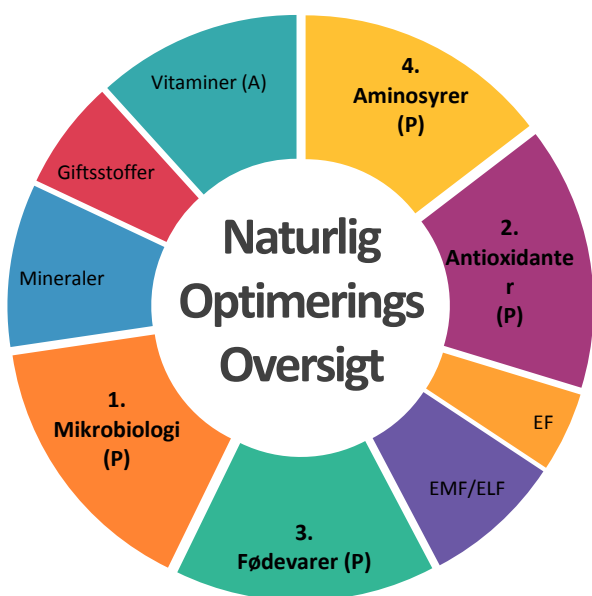 Naturlig
Optimerings
Oversigt
4.
Aminosyrer
(P)
2.
Antioxidante
r
(P)
EF
EMF/ELF
3.
Fødevarer (P)
1.
Mikrobiologi
(P)
Mineraler
Giftsstoffer
Vitaminer (A)